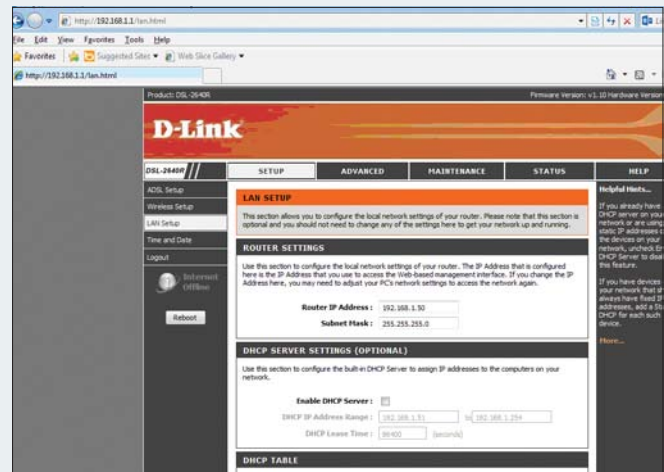 http://192.168.1.1/lan.html
File Edit View Favorites Tools Help
Favorites Suggested Sites Web Slice Gallery
http://192.168.1.1/lan.html
Product: DSL-2640R Firmware Version: v1.10 Hardware Version
D-Link
DSL-2640R SETUP ADVANCED MAINTENANCE STATUS HELP
ADSL Setup
Wireless Setup
LAN Setup
Time and Date
Logout
Internet
Offline
Reboot
LAN SETUP
This section allows you to configure the local network settings of your router. Please note that this section is
optional and you should not need to change any of the settings here to get your network up and running.
ROUTER SETTINGS
Use this section to configure the local network settings of your router. The IP Address that is configured
here is the IP Address that you use to access the Web-based management interface. If you change the IP
Address here, you may need to adjust your PC's network settings to access the network again.
Router IP Address : 192.168.1.50
Subnet Mask : 255.255.255.0
DHCP SERVER SETTINGS (OPTIONAL)
Use this section to configure the built-in DHCP Server to assign IP addresses to the computers on your
network.
Enable DHCP Server :
DHCP IP Address Range : 192.168.1.51 to 192.168.1.254
DHCP Lease Time : 86400 (seconds)
DHCP TABLE
Helpful Hints...
If you already have
DHCP server on you
network or are using
static IP addresses o
the devices on your
network, uncheck En
DHCP Server to disa
this feature.
If you have devices
your network that sh
always have fixed IP
addresses, add a St
DHCP for each such
device.
More...